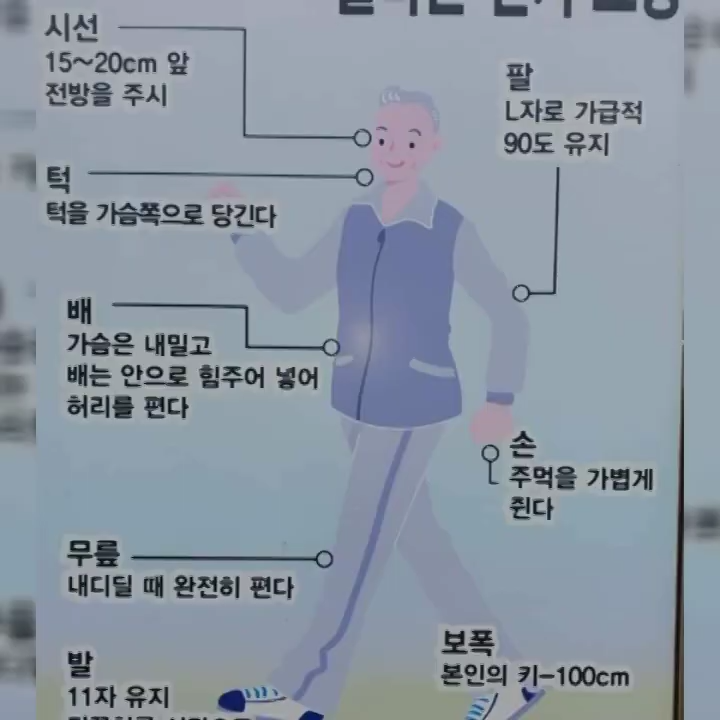 시선
15~20cm 앞
전방을 주시
팔
L자로 가급적
90도 유지
턱
턱을 가슴쪽으로 당긴다
배
가슴은 내밀고
배는 안으로 힘주어 넣어
허리를 편다
손
주먹을 가볍게
쥔다
무릎
내디딜 때 완전히 편다
발
11자 유지
보폭
본인의 키-100cm